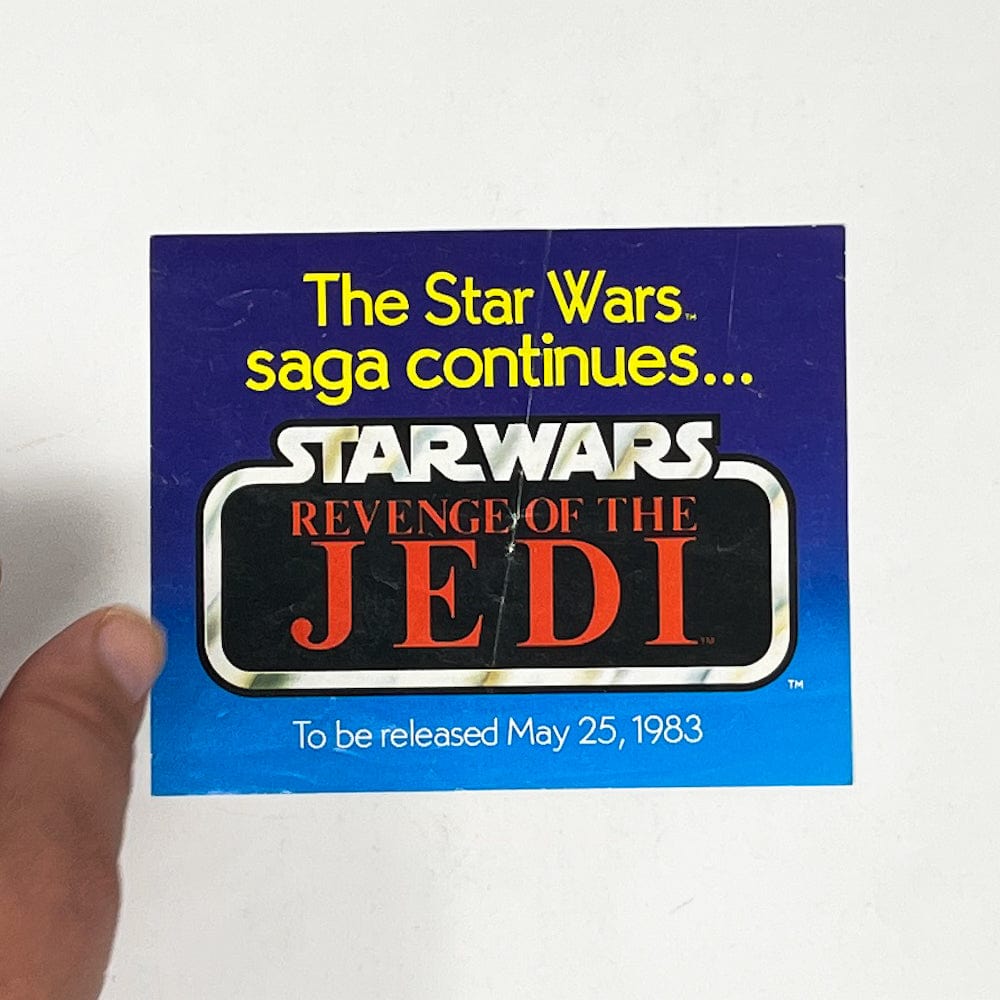 The Star Wars™
saga continues...
STAR WARS
REVENGE OF THE
JEDI™
™
To be released May 25, 1983